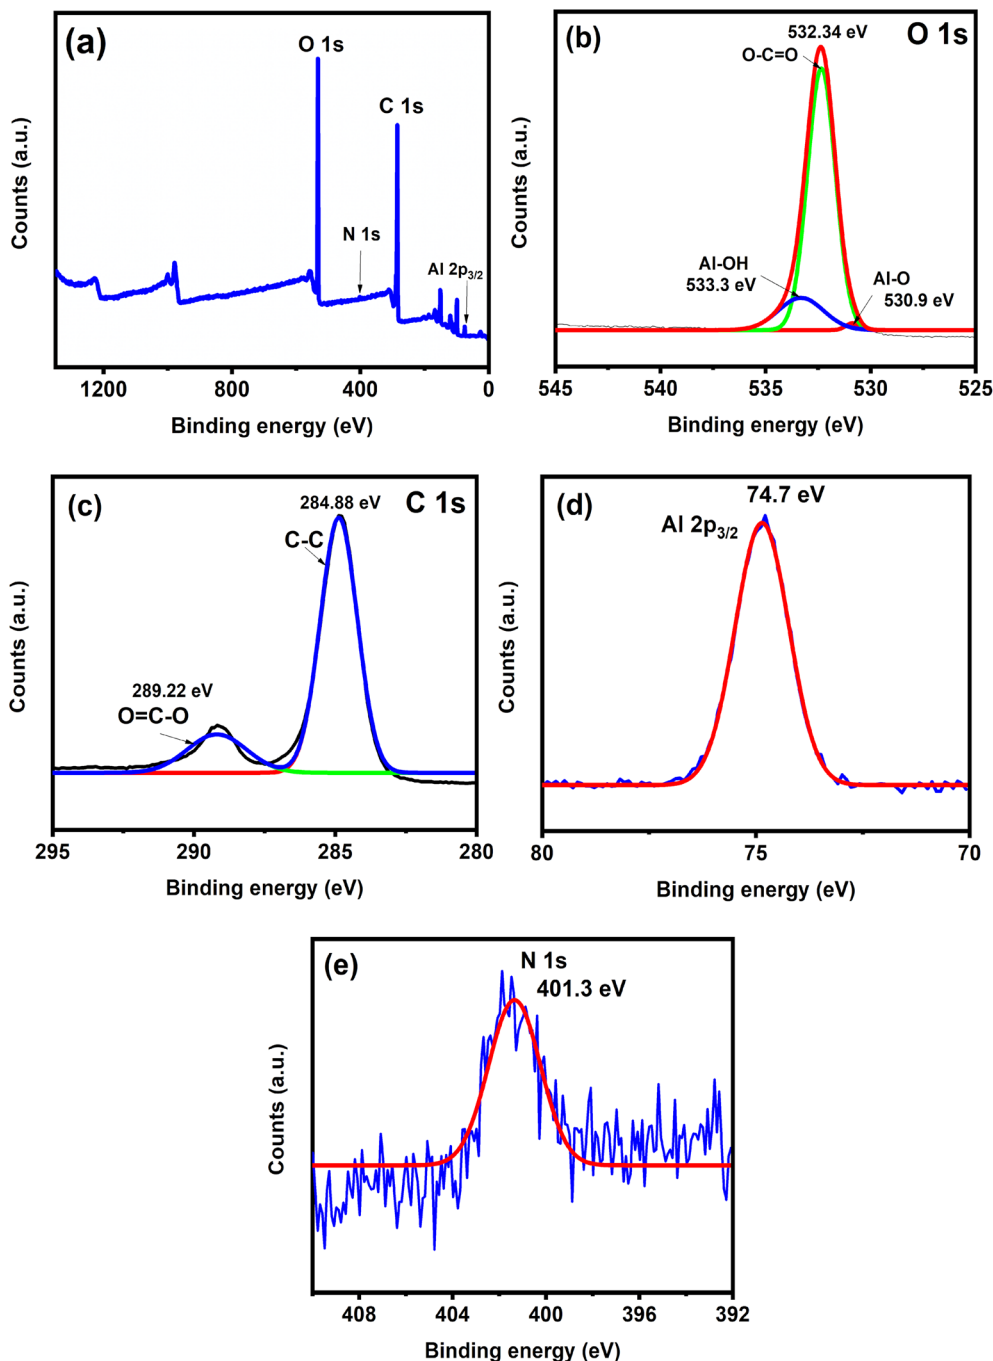 (a)
O 1s
C 1s
N 1s
Al 2p3/2
Counts (a.u.)
1200 800 400 0
Binding energy (eV)
(b)
532.34 eV
O 1s
O-C=O
Al-OH
533.3 eV
Al-O
530.9 eV
Counts (a.u.)
545 540 535 530 525
Binding energy (eV)
(c)
284.88 eV
C 1s
C-C
289.22 eV
O=C-O
Counts (a.u.)
295 290 285 280
Binding energy (eV)
(d)
74.7 eV
Al 2p3/2
Counts (a.u.)
80 75 70
Binding energy (eV)
(e)
N 1s
401.3 eV
Counts (a.u.)
408 404 400 396 392
Binding energy (eV)